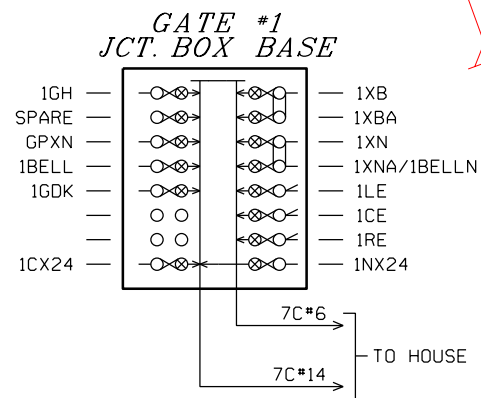 GATE #1
JCT. BOX BASE
1GH 1XB
SPARE 1XBA
GPXN 1XN
1BELL 1XNA/1BELLN
1GDK 1LE
1CE
1RE
1CX24 1NX24
7C#6
TO HOUSE
7C#14